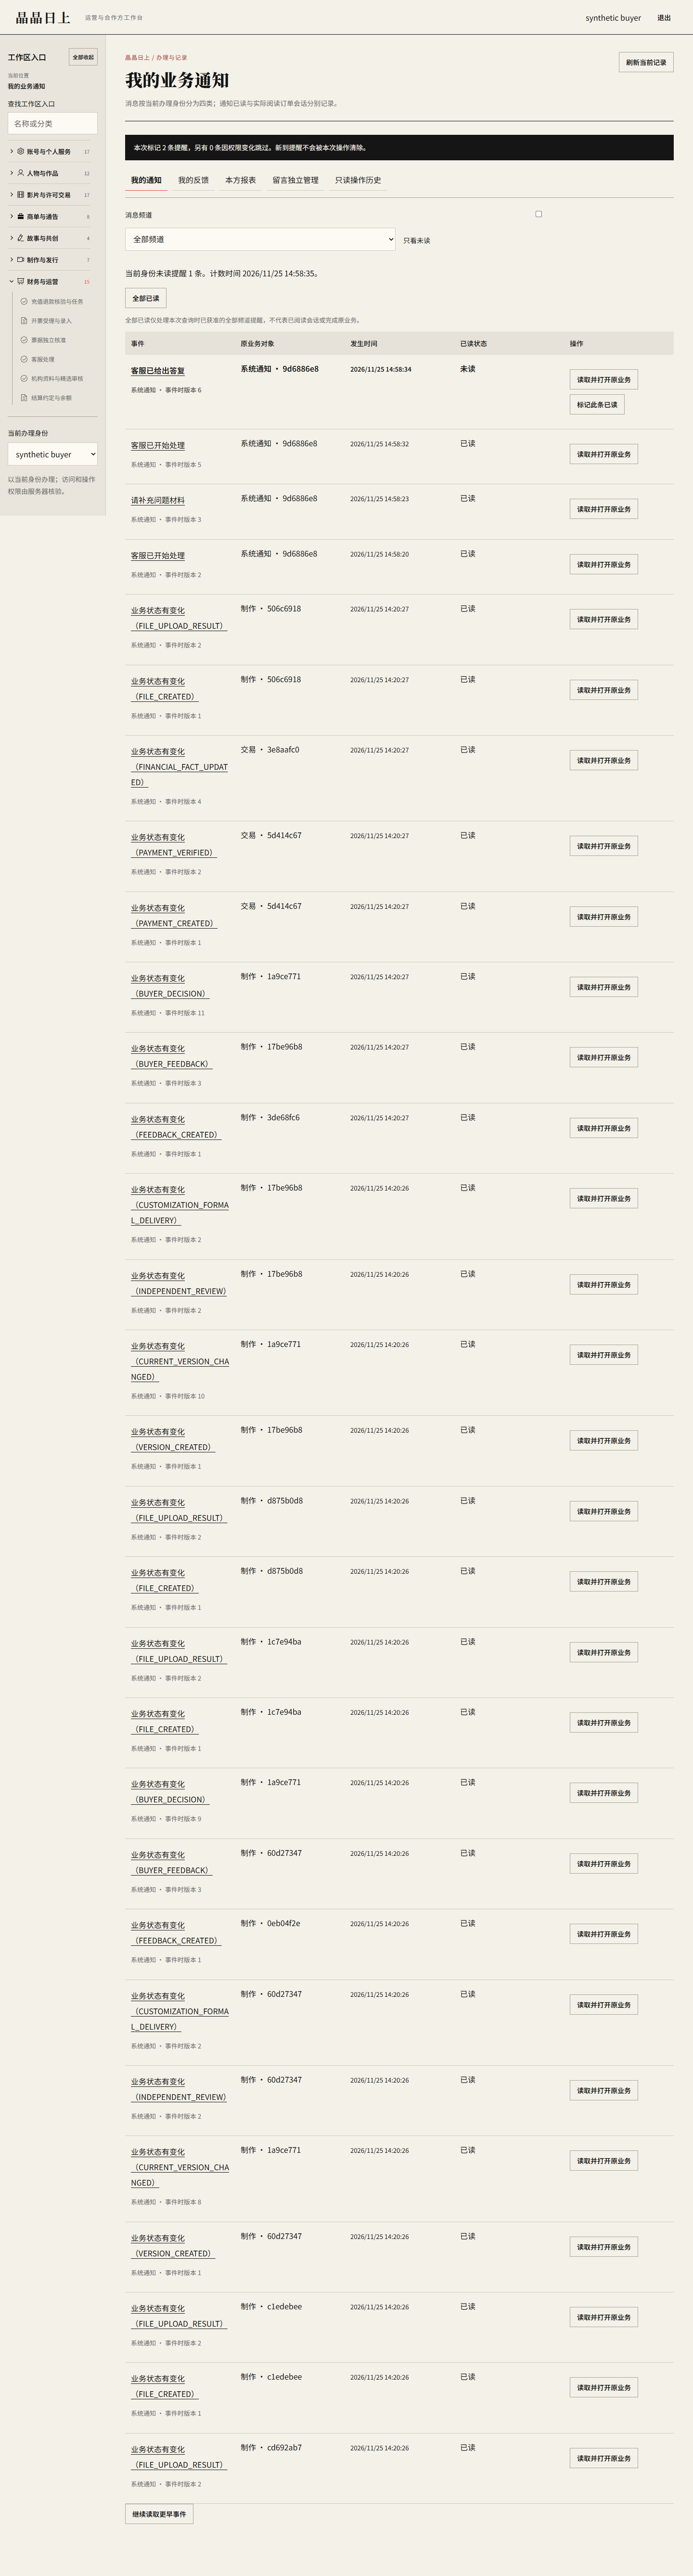 晶晶日上
运营与合作方工作台
synthetic buyer
退出
工作区入口
全部收起
当前位置
我的业务通知
查找工作区入口
名称或分类
账号与个人服务 17
人物与作品 12
影片与许可交易 17
商单与通告 8
故事与共创 4
制作与发行 7
财务与运营 15
充值退款核验与任务
开票受理与录入
票据独立核准
客服处理
机构资料与精选审核
结算约定与余额
当前办理身份
synthetic buyer
以当前身份办理；访问和操作
权限由服务器核验。
晶晶日上 / 办理与记录
我的业务通知
消息按当前办理身份分为四类；通知已读与实际阅读订单会话分别记录。
刷新当前记录
本次标记 2 条提醒，另有 0 条因权限变化跳过。新到提醒不会被本次操作清除。
我的通知 我的反馈 本方报表 留言独立管理 只读操作历史
消息频道
全部频道
只看未读
当前身份未读提醒 1 条。计数时间 2026/11/25 14:58:35。
全部已读
全部已读仅处理本次查询时已获准的全部频道提醒，不代表已阅读会话或完成原业务。
事件 原业务对象 发生时间 已读状态 操作
客服已给出答复 系统通知 · 9d6886e8 2026/11/25 14:58:34 未读 读取并打开原业务
系统通知 · 事件时版本 6
标记此条已读
客服已开始处理 系统通知 · 9d6886e8 2026/11/25 14:58:32 已读 读取并打开原业务
系统通知 · 事件时版本 5
请补充问题材料 系统通知 · 9d6886e8 2026/11/25 14:58:23 已读 读取并打开原业务
系统通知 · 事件时版本 3
客服已开始处理 系统通知 · 9d6886e8 2026/11/25 14:58:20 已读 读取并打开原业务
系统通知 · 事件时版本 2
业务状态有变化 制作 · 506c6918 2026/11/25 14:20:27 已读 读取并打开原业务
（FILE_UPLOAD_RESULT）
系统通知 · 事件时版本 2
业务状态有变化 制作 · 506c6918 2026/11/25 14:20:27 已读 读取并打开原业务
（FILE_CREATED）
系统通知 · 事件时版本 1
业务状态有变化 交易 · 3e8aafc0 2026/11/25 14:20:27 已读 读取并打开原业务
（FINANCIAL_FACT_UPDAT
ED）
系统通知 · 事件时版本 4
业务状态有变化 交易 · 5d414c67 2026/11/25 14:20:27 已读 读取并打开原业务
（PAYMENT_VERIFIED）
系统通知 · 事件时版本 2
业务状态有变化 交易 · 5d414c67 2026/11/25 14:20:27 已读 读取并打开原业务
（PAYMENT_CREATED）
系统通知 · 事件时版本 1
业务状态有变化 制作 · 1a9ce771 2026/11/25 14:20:27 已读 读取并打开原业务
（BUYER_DECISION）
系统通知 · 事件时版本 11
业务状态有变化 制作 · 17be96b8 2026/11/25 14:20:27 已读 读取并打开原业务
（BUYER_FEEDBACK）
系统通知 · 事件时版本 3
业务状态有变化 制作 · 3de68fc6 2026/11/25 14:20:27 已读 读取并打开原业务
（FEEDBACK_CREATED）
系统通知 · 事件时版本 1
业务状态有变化 制作 · 17be96b8 2026/11/25 14:20:26 已读 读取并打开原业务
（CUSTOMIZATION_FORMA
L_DELIVERY）
系统通知 · 事件时版本 2
业务状态有变化 制作 · 17be96b8 2026/11/25 14:20:26 已读 读取并打开原业务
（INDEPENDENT_REVIEW）
系统通知 · 事件时版本 2
业务状态有变化 制作 · 1a9ce771 2026/11/25 14:20:26 已读 读取并打开原业务
（CURRENT_VERSION_CHA
NGED）
系统通知 · 事件时版本 10
业务状态有变化 制作 · 17be96b8 2026/11/25 14:20:26 已读 读取并打开原业务
（VERSION_CREATED）
系统通知 · 事件时版本 1
业务状态有变化 制作 · d875b0d8 2026/11/25 14:20:26 已读 读取并打开原业务
（FILE_UPLOAD_RESULT）
系统通知 · 事件时版本 2
业务状态有变化 制作 · d875b0d8 2026/11/25 14:20:26 已读 读取并打开原业务
（FILE_CREATED）
系统通知 · 事件时版本 1
业务状态有变化 制作 · 1c7e94ba 2026/11/25 14:20:26 已读 读取并打开原业务
（FILE_UPLOAD_RESULT）
系统通知 · 事件时版本 2
业务状态有变化 制作 · 1c7e94ba 2026/11/25 14:20:26 已读 读取并打开原业务
（FILE_CREATED）
系统通知 · 事件时版本 1
业务状态有变化 制作 · 1a9ce771 2026/11/25 14:20:26 已读 读取并打开原业务
（BUYER_DECISION）
系统通知 · 事件时版本 9
业务状态有变化 制作 · 60d27347 2026/11/25 14:20:26 已读 读取并打开原业务
（BUYER_FEEDBACK）
系统通知 · 事件时版本 3
业务状态有变化 制作 · 0eb04f2e 2026/11/25 14:20:26 已读 读取并打开原业务
（FEEDBACK_CREATED）
系统通知 · 事件时版本 1
业务状态有变化 制作 · 60d27347 2026/11/25 14:20:26 已读 读取并打开原业务
（CUSTOMIZATION_FORMA
L_DELIVERY）
系统通知 · 事件时版本 2
业务状态有变化 制作 · 60d27347 2026/11/25 14:20:26 已读 读取并打开原业务
（INDEPENDENT_REVIEW）
系统通知 · 事件时版本 2
业务状态有变化 制作 · 1a9ce771 2026/11/25 14:20:26 已读 读取并打开原业务
（CURRENT_VERSION_CHA
NGED）
系统通知 · 事件时版本 8
业务状态有变化 制作 · 60d27347 2026/11/25 14:20:26 已读 读取并打开原业务
（VERSION_CREATED）
系统通知 · 事件时版本 1
业务状态有变化 制作 · c1edebee 2026/11/25 14:20:26 已读 读取并打开原业务
（FILE_UPLOAD_RESULT）
系统通知 · 事件时版本 2
业务状态有变化 制作 · c1edebee 2026/11/25 14:20:26 已读 读取并打开原业务
（FILE_CREATED）
系统通知 · 事件时版本 1
业务状态有变化 制作 · cd692ab7 2026/11/25 14:20:26 已读 读取并打开原业务
（FILE_UPLOAD_RESULT）
系统通知 · 事件时版本 2
继续读取更早事件